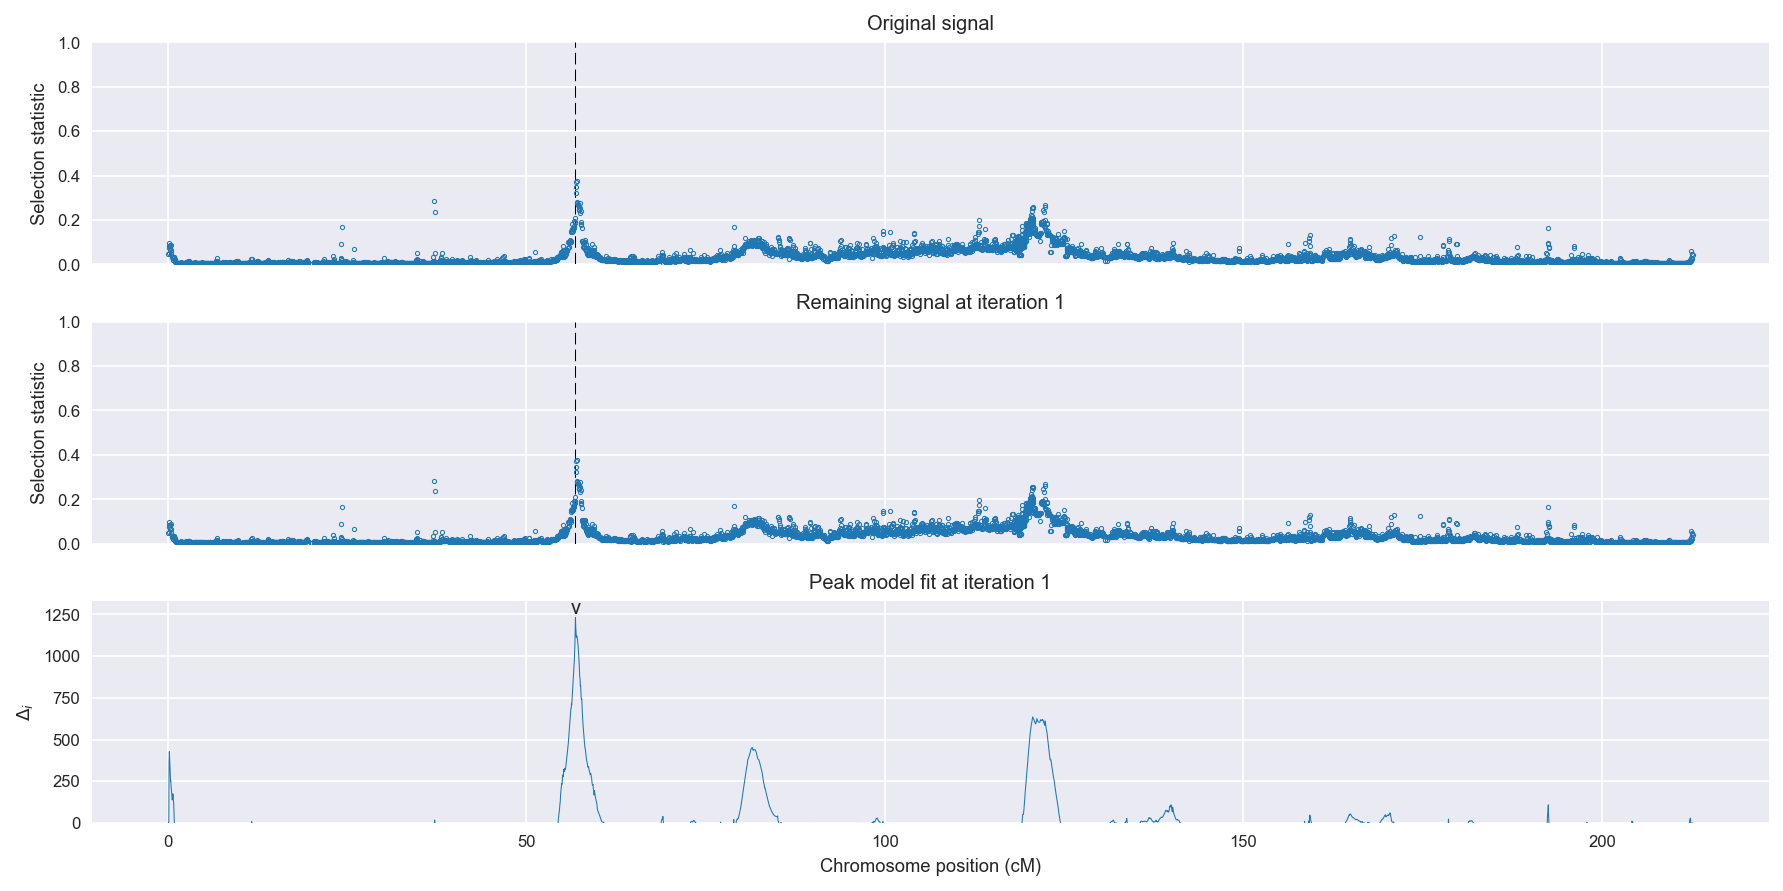 Original signal
1.0
0.8
0.6
0.4
0.2
0.0
Selection statistic
Remaining signal at iteration 1
1.0
0.8
0.6
0.4
0.2
0.0
Selection statistic
Peak model fit at iteration 1
v
1250
1000
750
500
250
0
Δi
0 50 100 150 200
Chromosome position (cM)